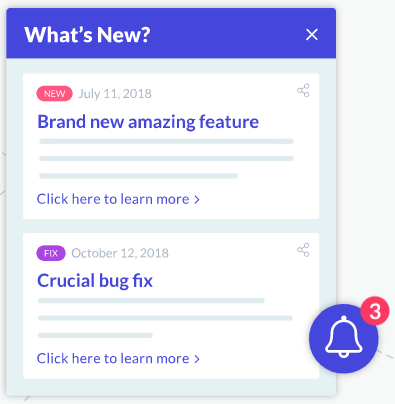 What's New?
NEW July 11, 2018
Brand new amazing feature
Click here to learn more >
FIX October 12, 2018
Crucial bug fix
Click here to learn more >
3